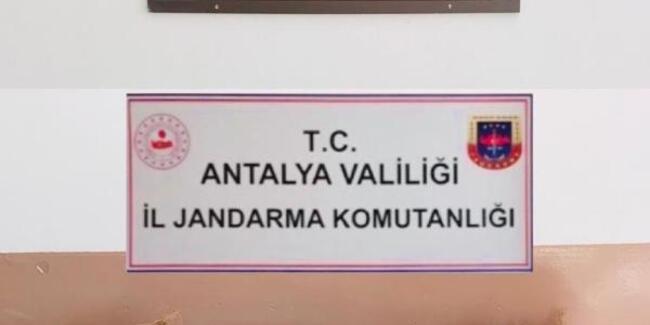 T.C.
ANTALYA VALİLİĞİ
İL JANDARMA KOMUTANLIĞI